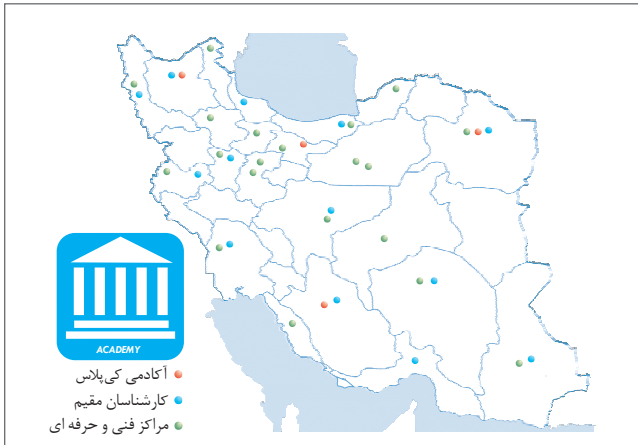 ACADEMY
آکادمی کی‌پلاس
کارشناسان مقیم
مراکز فنی و حرفه ای